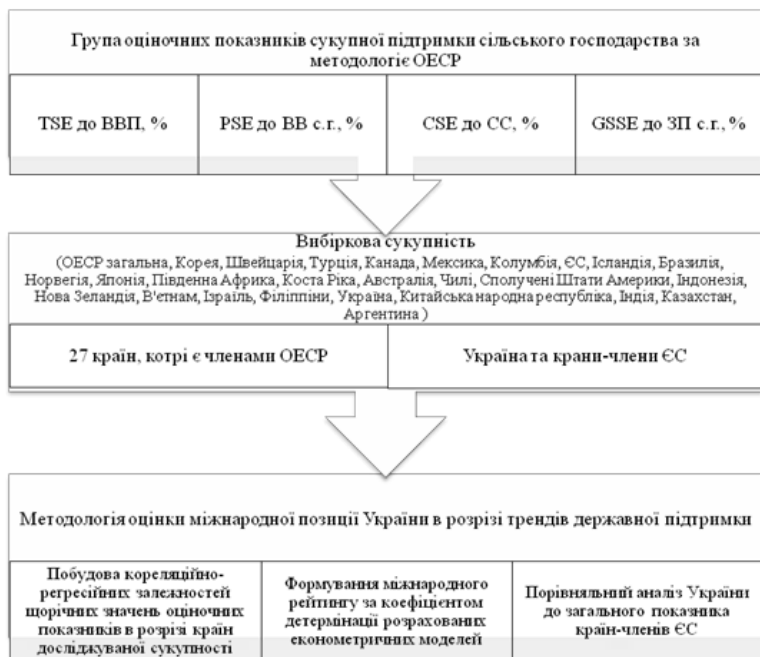 Група оціночних показників сукупної підтримки сільського господарства за
методологіє ОЕСР
TSE до ВВП, %
PSE до ВВ с.г., %
CSE до СС, %
GSSE до ЗП с.г., %
Вибіркова сукупність
(ОЕСР загальна, Корея, Швейцарія, Турція, Канада, Мексика, Колумбія, ЄС, Ісландія, Бразилія,
Норвегія, Японія, Південна Африка, Коста Ріка, Австралія, Чилі, Сполучені Штати Америки, Індонезія,
Нова Зеландія, В'єтнам, Ізраїль, Філіппіни, Україна, Китайська народна республіка, Індія, Казахстан,
Аргентина )
27 країн, котрі є членами ОЕСР
Україна та крани-члени ЄС
Методологія оцінки міжнародної позиції України в розрізі трендів державної підтримки
Побудова кореляційно-
регресійних залежностей
щорічних значень оціночних
показників в розрізі країн
досліджуваної сукупності
Формування міжнародного
рейтингу за коефіцієнтом
детермінації розрахованих
економетричних моделей
Порівняльний аналіз України
до загального показника
країн-членів ЄС